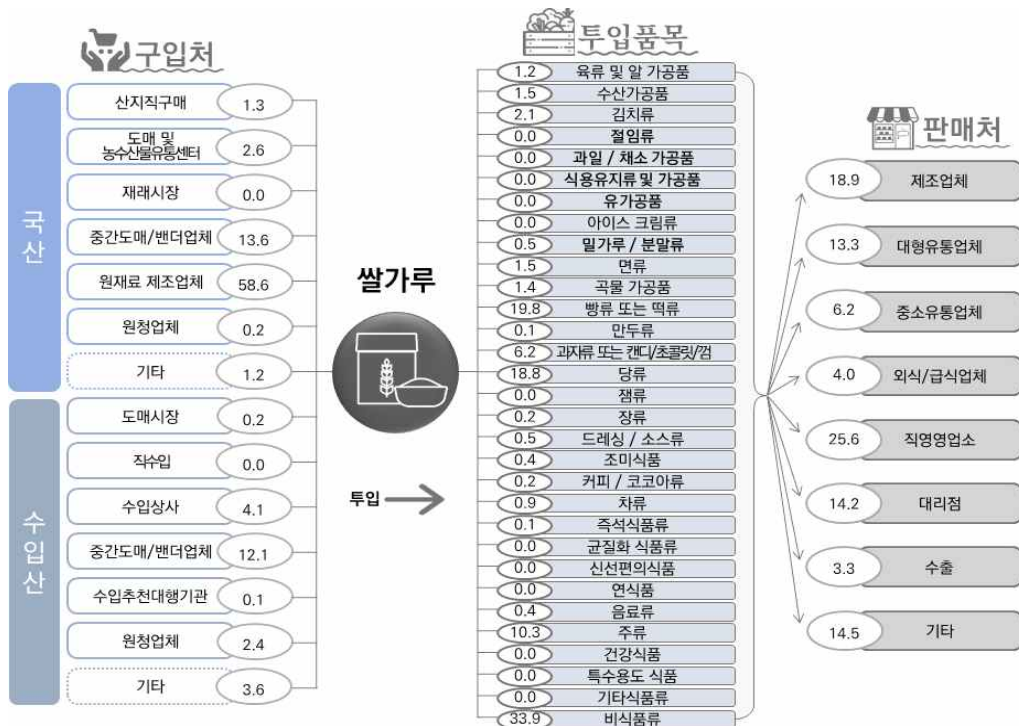 구입처
국산
산지직구매 1.3
도매 및
농수산물유통센터 2.6
재래시장 0.0
중간도매/밴더업체 13.6
원재료 제조업체 58.6
원청업체 0.2
기타 1.2
수입산
도매시장 0.2
직수입 0.0
수입상사 4.1
중간도매/밴더업체 12.1
수입추천대행기관 0.1
원청업체 2.4
기타 3.6
쌀가루
투입
투입품목
1.2 육류 및 알 가공품
1.5 수산가공품
2.1 김치류
0.0 절임류
0.0 과일 / 채소 가공품
0.0 식용유지류 및 가공품
0.0 유가공품
0.0 아이스 크림류
0.5 밀가루 / 분말류
1.5 면류
1.4 곡물 가공품
19.8 빵류 또는 떡류
0.1 만두류
6.2 과자류 또는 캔디/초콜릿/껌
18.8 당류
0.0 잼류
0.2 장류
0.5 드레싱 / 소스류
0.4 조미식품
0.2 커피 / 코코아류
0.9 차류
0.1 즉석식품류
0.0 균질화 식품류
0.0 신선편의식품
0.0 연식품
0.4 음료류
10.3 주류
0.0 건강식품
0.0 특수용도 식품
0.0 기타식품류
33.9 비식품류
판매처
18.9 제조업체
13.3 대형유통업체
6.2 중소유통업체
4.0 외식/급식업체
25.6 직영영업소
14.2 대리점
3.3 수출
14.5 기타